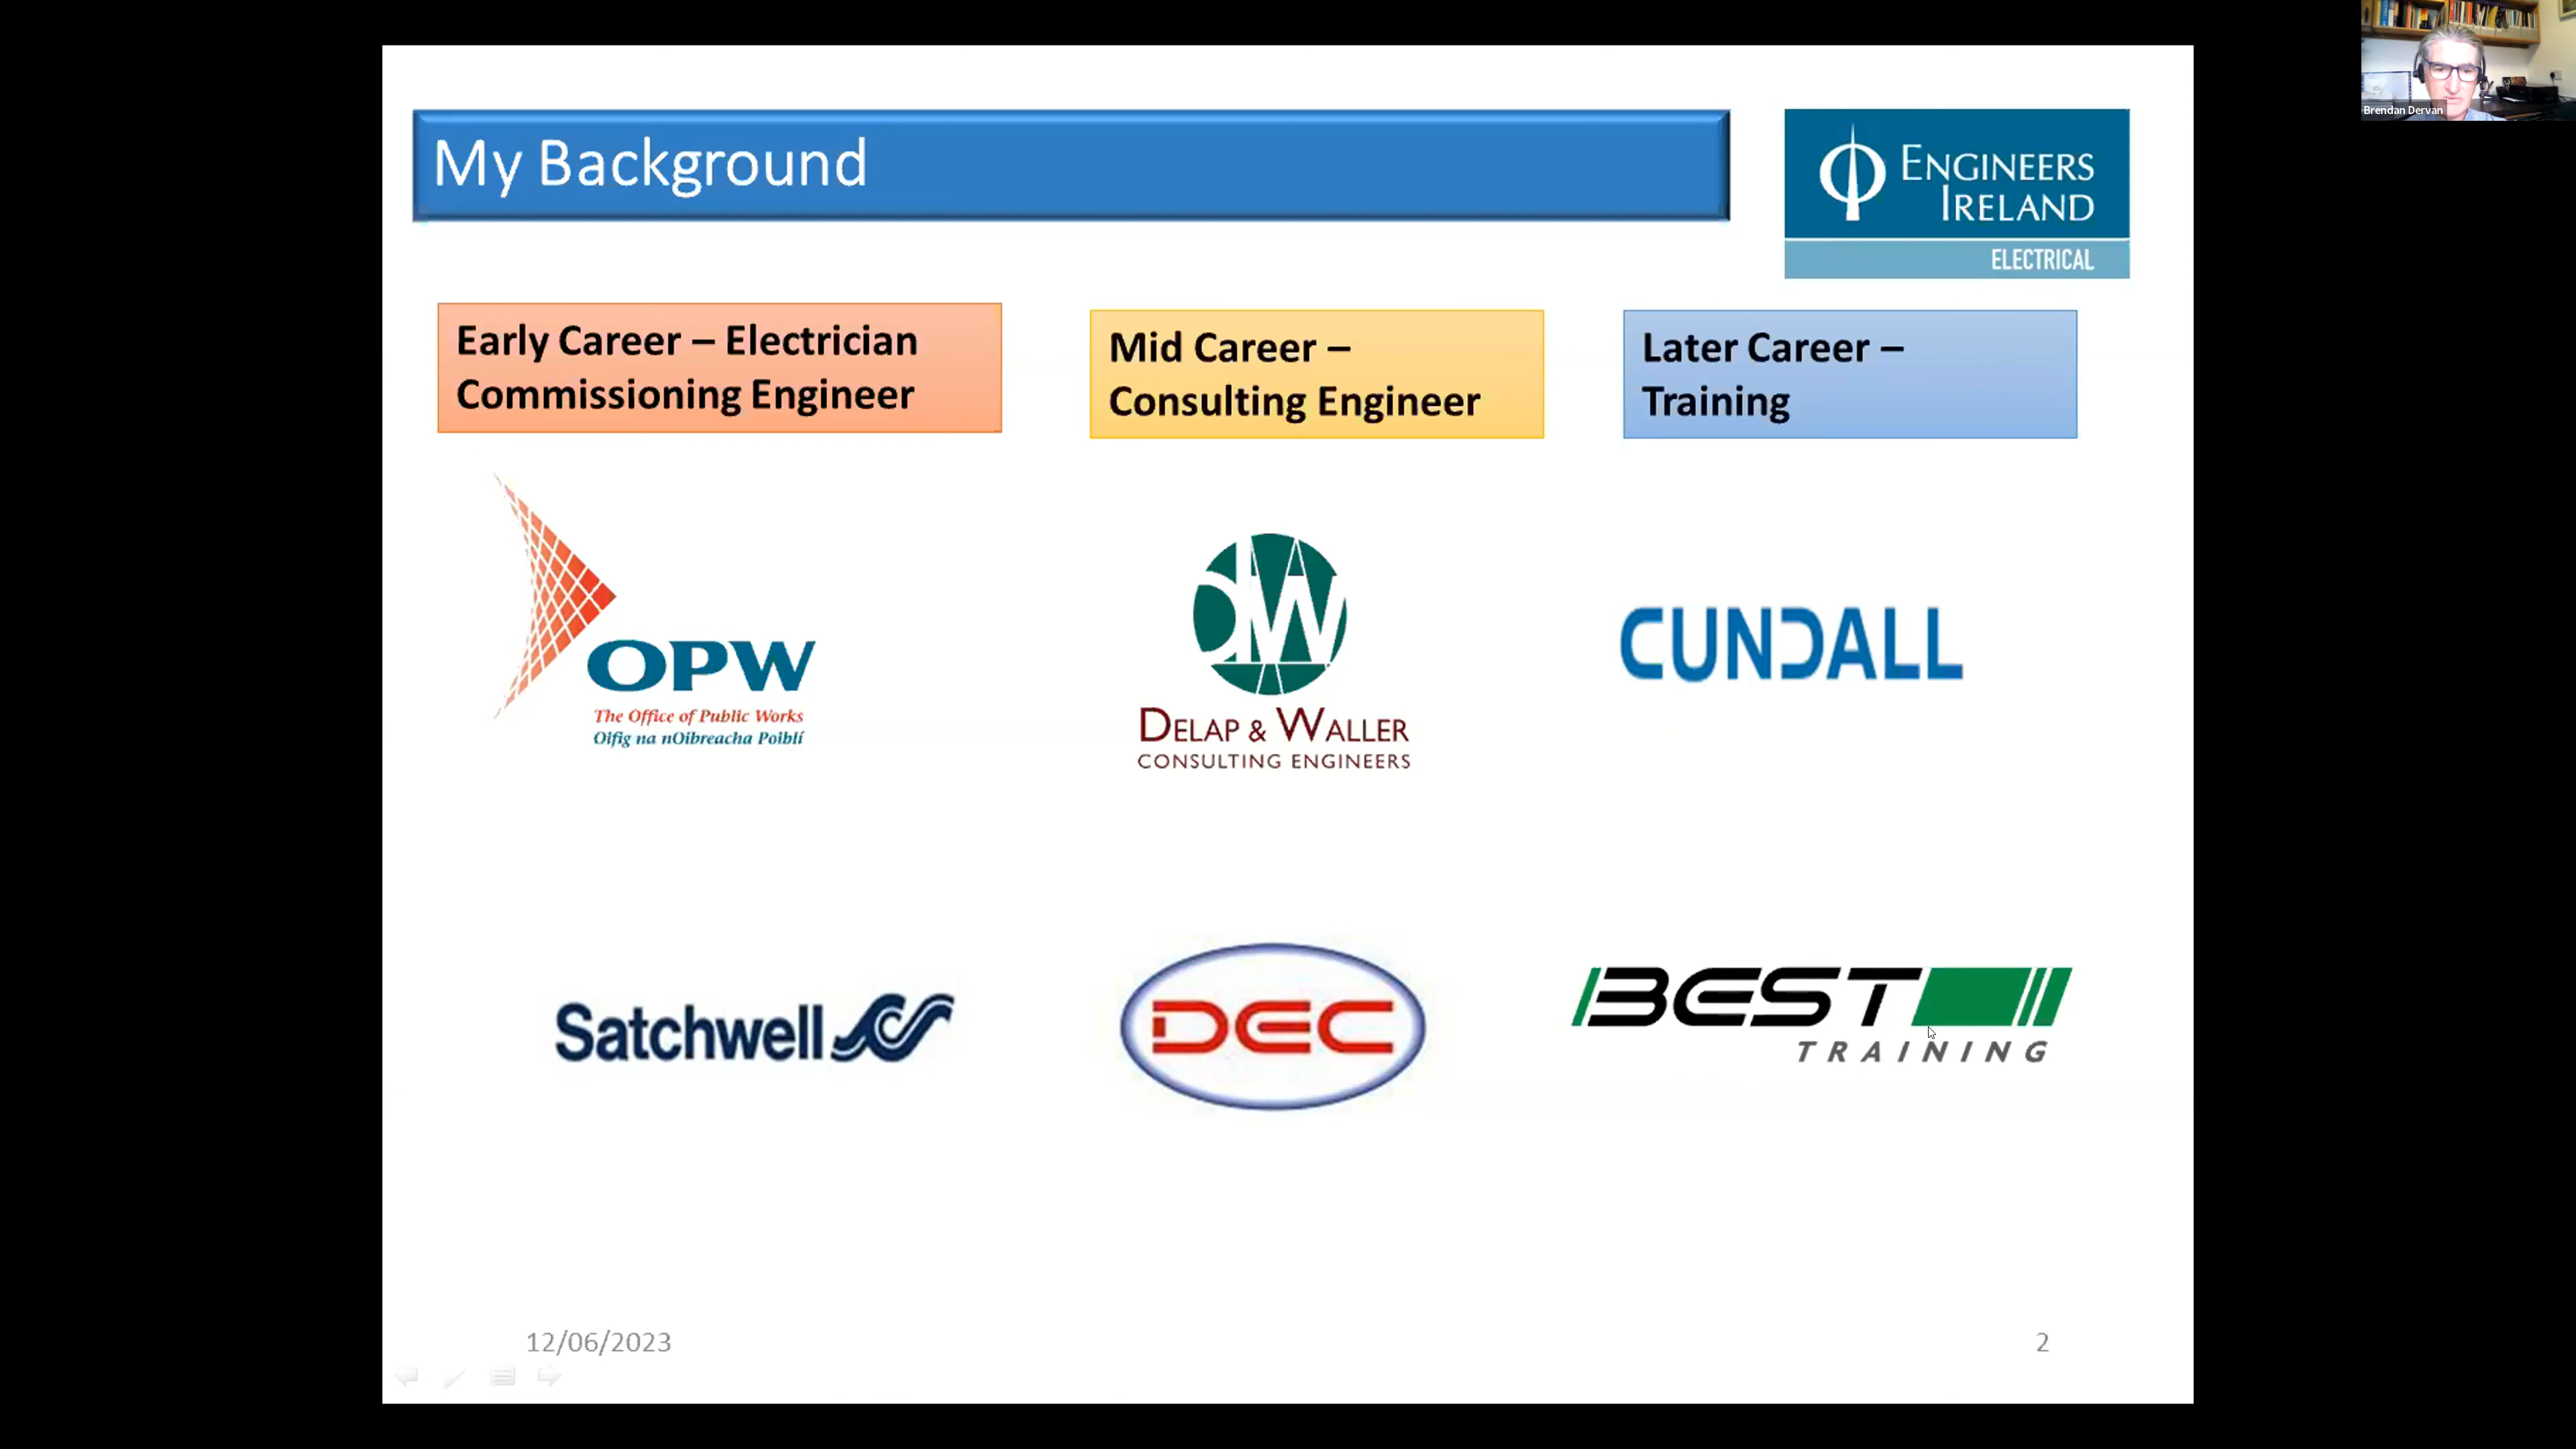 Brendan Dervan
My Background
ENGINEERS
IRELAND
ELECTRICAL
Early Career – Electrician
Commissioning Engineer
Mid Career –
Consulting Engineer
Later Career –
Training
OPW
The Office of Public Works
Oifig na nOibreacha Poiblí
dW
DELAP & WALLER
CONSULTING ENGINEERS
CUNDALL
Satchwell
DEC
BEST
TRAINING
12/06/2023
2